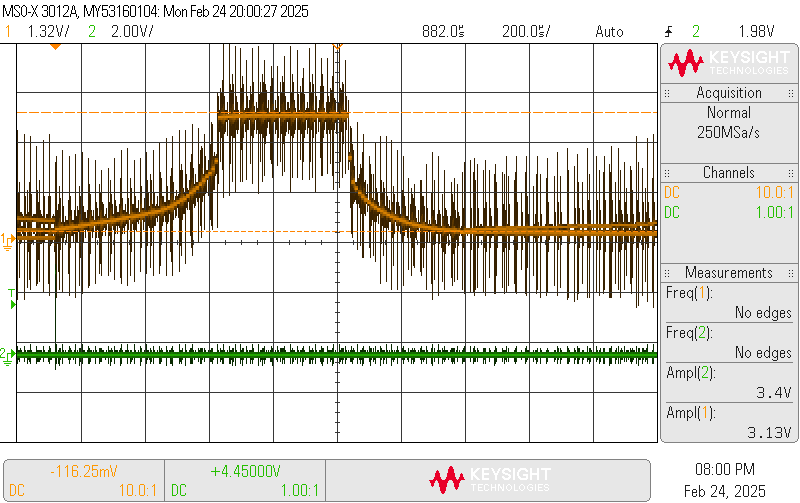 MSO-X 3012A, MY53160104: Mon Feb 24 20:00:27 2025
1 1.32V/ 2 2.00V/ 882.0s 200.0s/ Auto 2 1.98V
KEYSIGHT
TECHNOLOGIES
Acquisition
Normal
250MSa/s
Channels
DC 10.0:1
DC 1.00:1
Measurements
Freq(1):
No edges
Freq(2):
No edges
Ampl(2):
3.4V
Ampl(1):
3.13V
1
T
2
-116.25mV
DC 10.0:1
+4.45000V
DC 1.00:1
KEYSIGHT
TECHNOLOGIES
08:00 PM
Feb 24, 2025